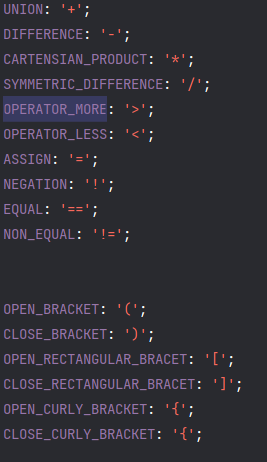 UNION: '+';
DIFFERENCE: '-';
CARTENSIAN_PRODUCT: '*';
SYMMETRIC_DIFFERENCE: '/';
OPERATOR_MORE: '>';
OPERATOR_LESS: '<';
ASSIGN: '=';
NEGATION: '!';
EQUAL: '==';
NON_EQUAL: '!=';
OPEN_BRACKET: '(';
CLOSE_BRACKET: ')';
OPEN_RECTANGULAR_BRACET: '[';
CLOSE_RECTANGULAR_BRACET: ']';
OPEN_CURLY_BRACKET: '{';
CLOSE_CURLY_BRACKET: '{';